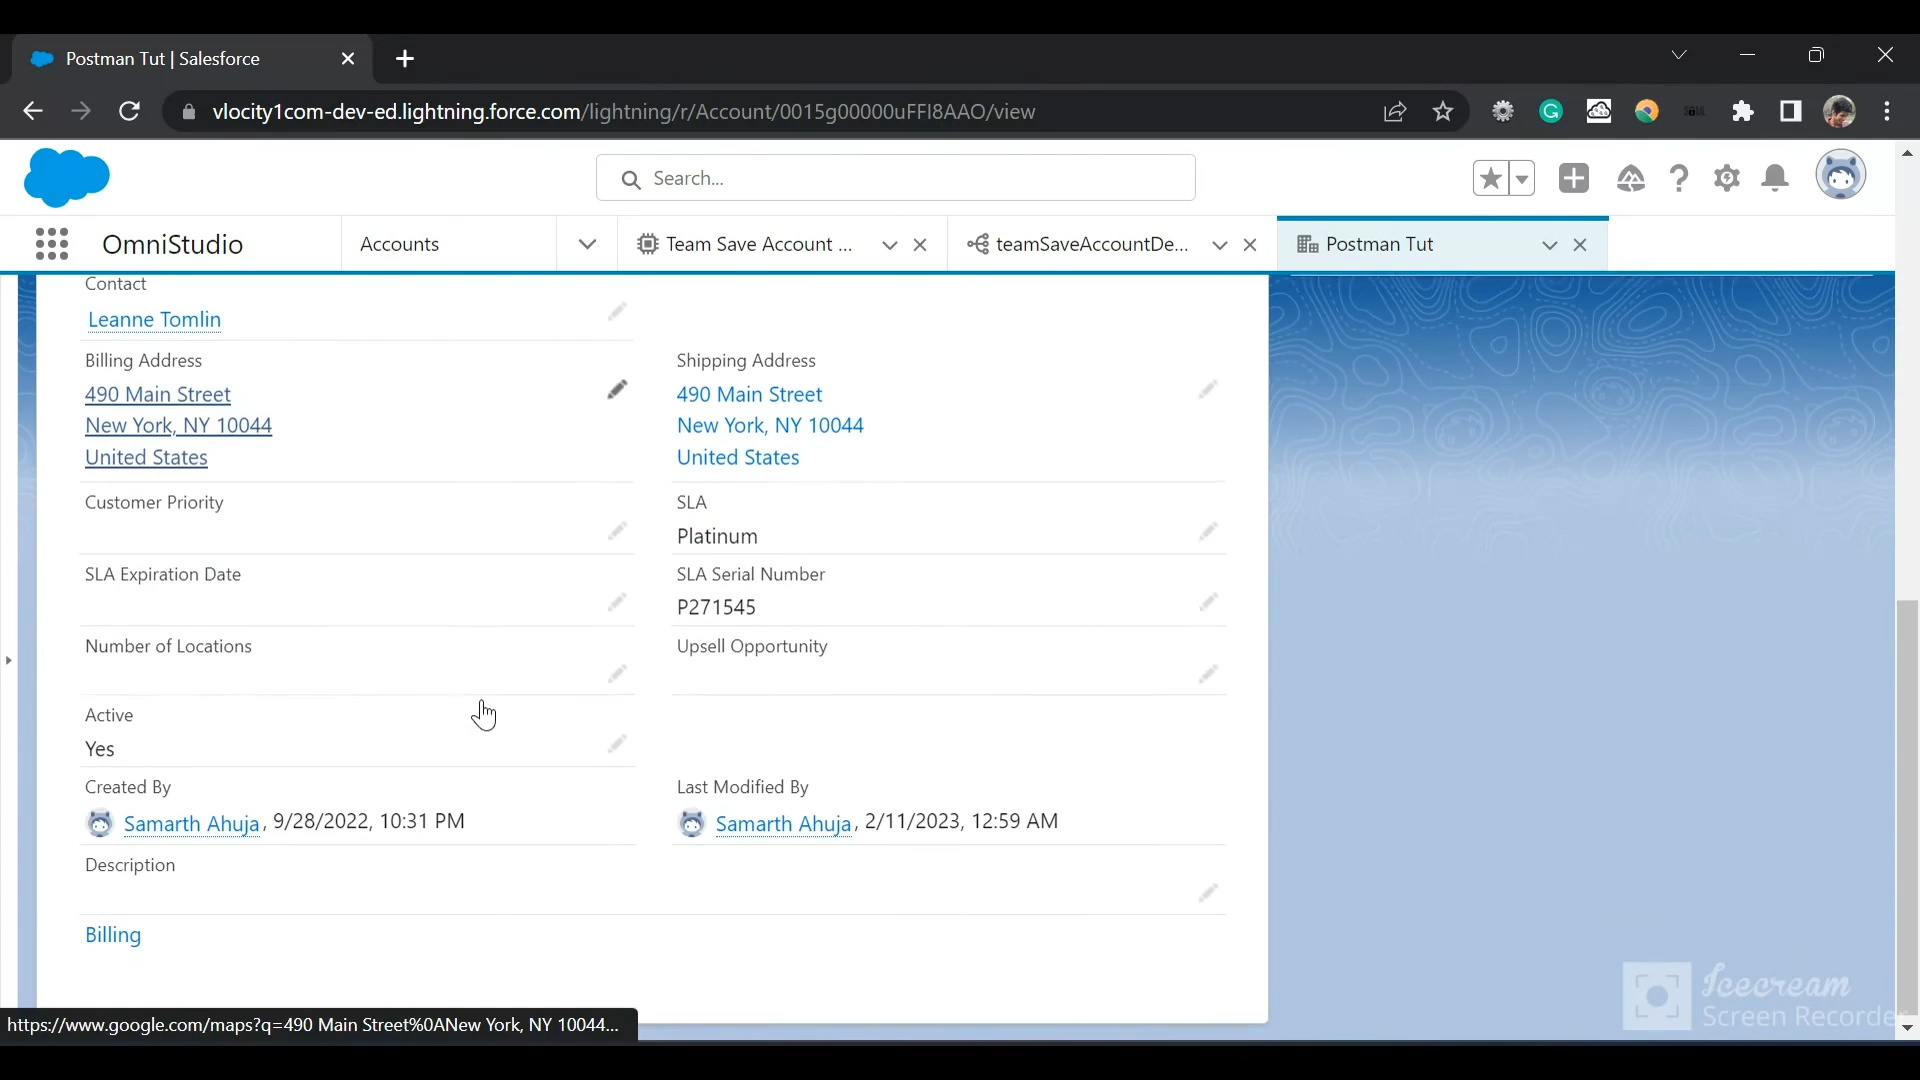 Postman Tut | Salesforce
vlocity1com-dev-ed.lightning.force.com/lightning/r/Account/0015g00000uFFI8AAO/view
Search...
OmniStudio
Accounts
Team Save Account ...
teamSaveAccountDe...
Postman Tut
Contact
Leanne Tomlin
Billing Address
490 Main Street
New York, NY 10044
United States
Shipping Address
490 Main Street
New York, NY 10044
United States
Customer Priority
SLA
Platinum
SLA Expiration Date
SLA Serial Number
P271545
Number of Locations
Upsell Opportunity
Active
Yes
Created By
Samarth Ahuja, 9/28/2022, 10:31 PM
Last Modified By
Samarth Ahuja, 2/11/2023, 12:59 AM
Description
Billing
Icecream
Screen Recorder
https://www.google.com/maps?q=490 Main Street%0ANew York, NY 10044...